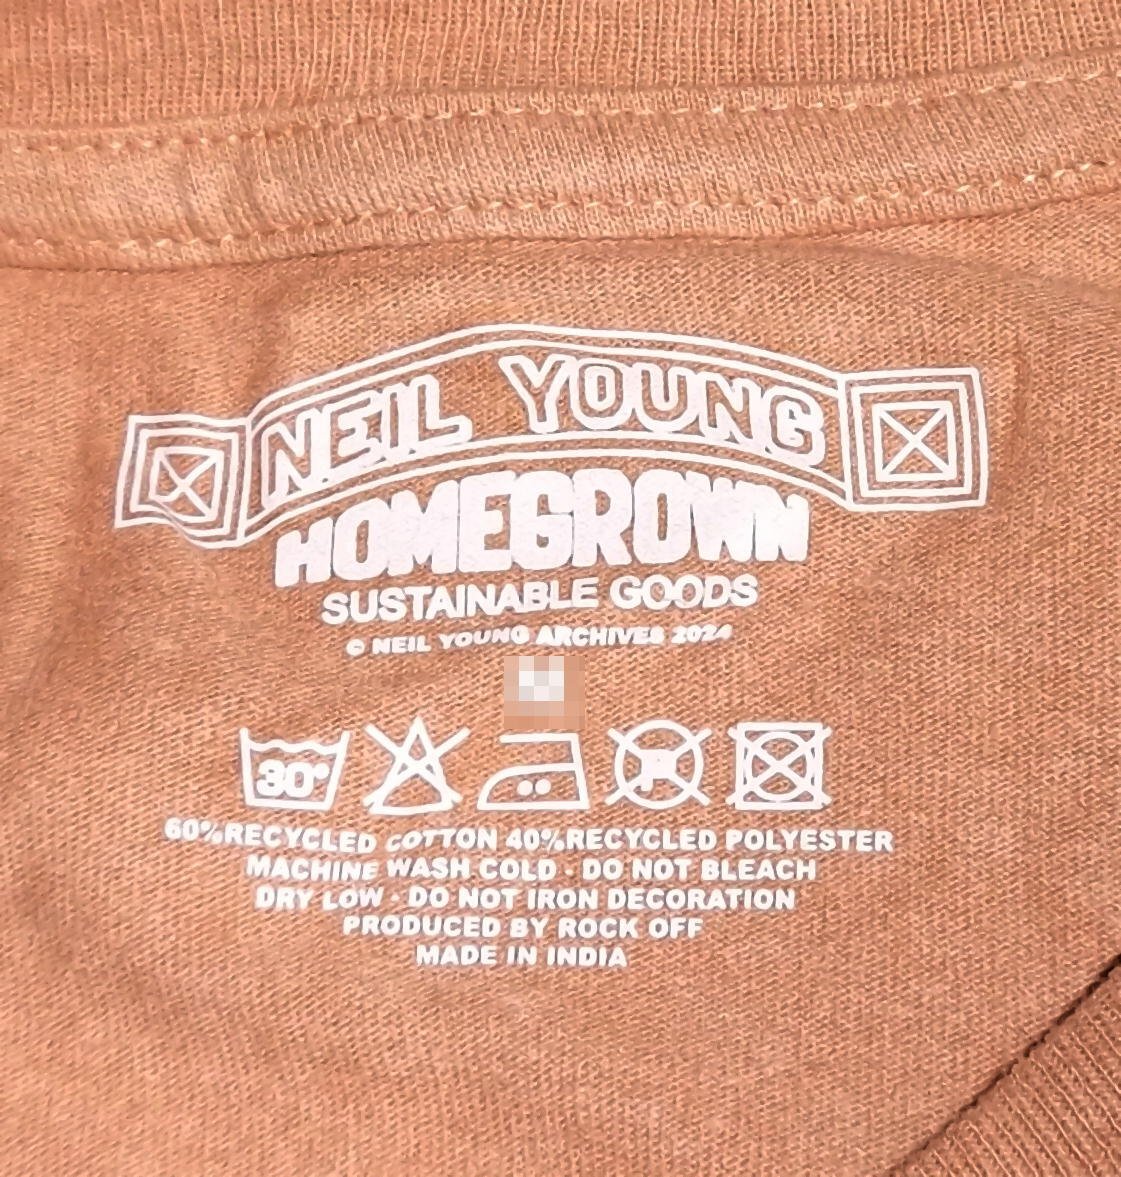 NEIL YOUNG
HOMEGROWN
SUSTAINABLE GOODS
© NEIL YOUNG ARCHIVES 2024
30°
P
60%RECYCLED COTTON 40%RECYCLED POLYESTER
MACHINE WASH COLD · DO NOT BLEACH
DRY LOW · DO NOT IRON DECORATION
PRODUCED BY ROCK OFF
MADE IN INDIA